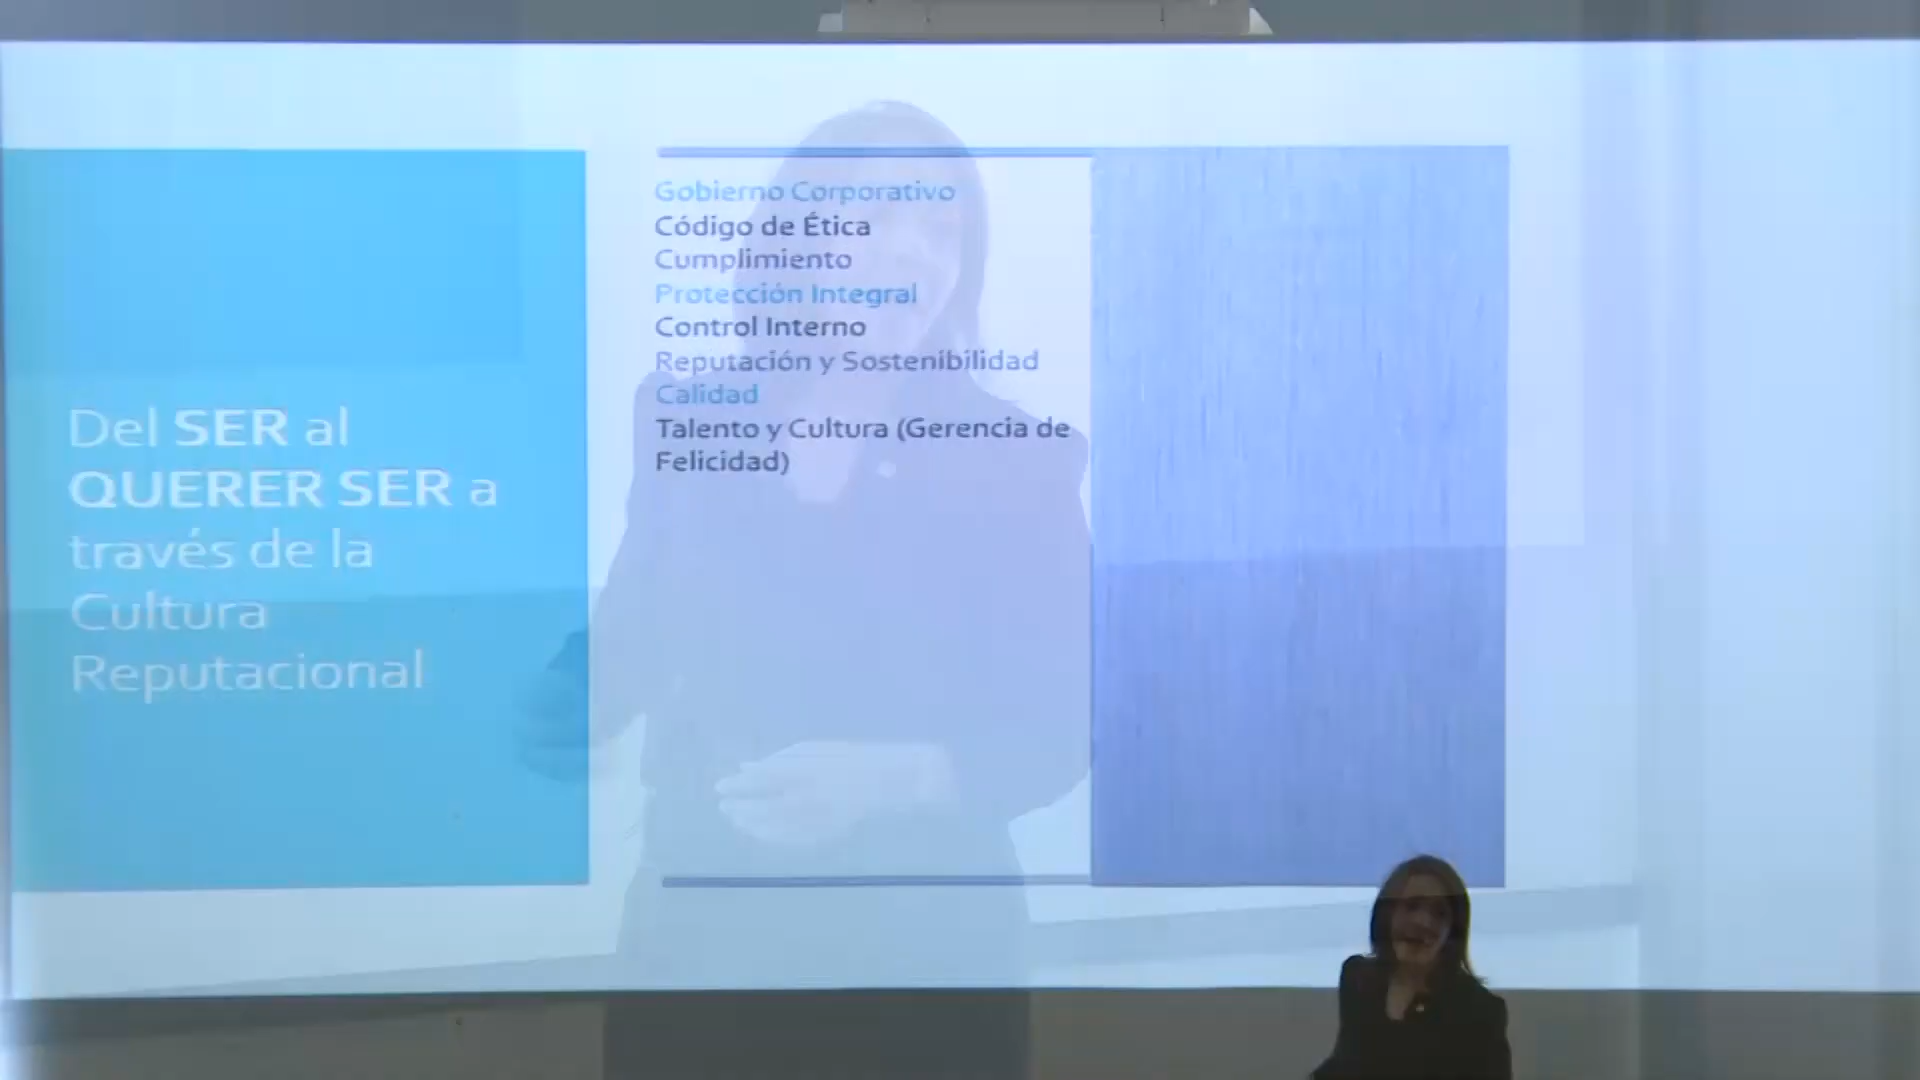 Del SER al
QUERER SER a
través de la
Cultura
Reputacional
Gobierno Corporativo
Código de Ética
Cumplimiento
Protección Integral
Control Interno
Reputación y Sostenibilidad
Calidad
Talento y Cultura (Gerencia de
Felicidad)